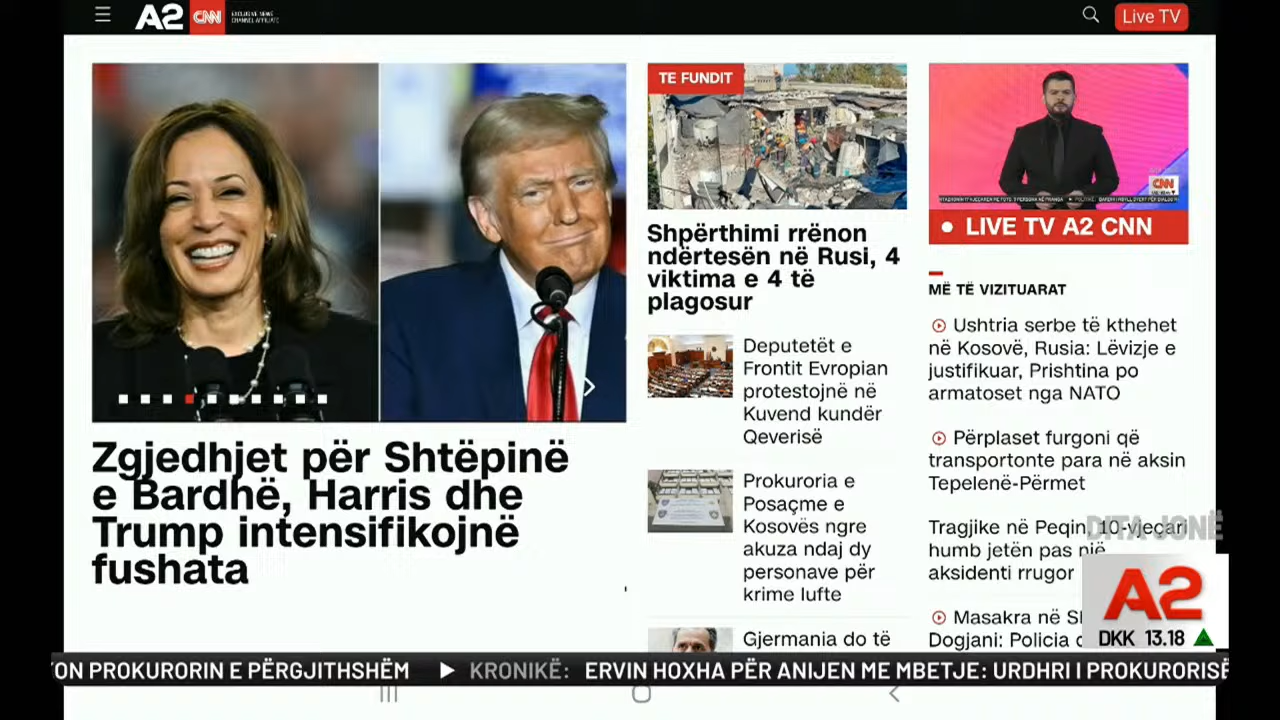 A2 CNN EXCLUSIVE NEWS
CHANNEL AFFILIATE
Live TV
TE FUNDIT
CNN
LIVE TV A2 CNN
Zgjedhjet për Shtëpinë
e Bardhë, Harris dhe
Trump intensifikojnë
fushata
Shpërthimi rrënon
ndërtesën në Rusi, 4
viktima e 4 të
plagosur
Deputetët e
Frontit Evropian
protestojnë në
Kuvend kundër
Qeverisë
Prokuroria e
Posaçme e
Kosovës ngre
akuza ndaj dy
personave për
krime lufte
Gjermania do të
MË TË VIZITUARAT
Ushtria serbe të kthehet
në Kosovë, Rusia: Lëvizje e
justifikuar, Prishtina po
armatoset nga NATO
Përplaset furgoni që
transportonte para në aksin
Tepelenë-Përmet
Tragjike në Peqin, 10-vjeçari
humb jetën pas një
aksidenti rrugor
Masakra në
Dogjani: Policia
DITA JONË
A2
DKK 13.18
ON PROKURORIN E PËRGJITHSHËM ▶ KRONIKË: ERVIN HOXHA PËR ANIJEN ME MBETJE: URDHRI I PROKURORISË